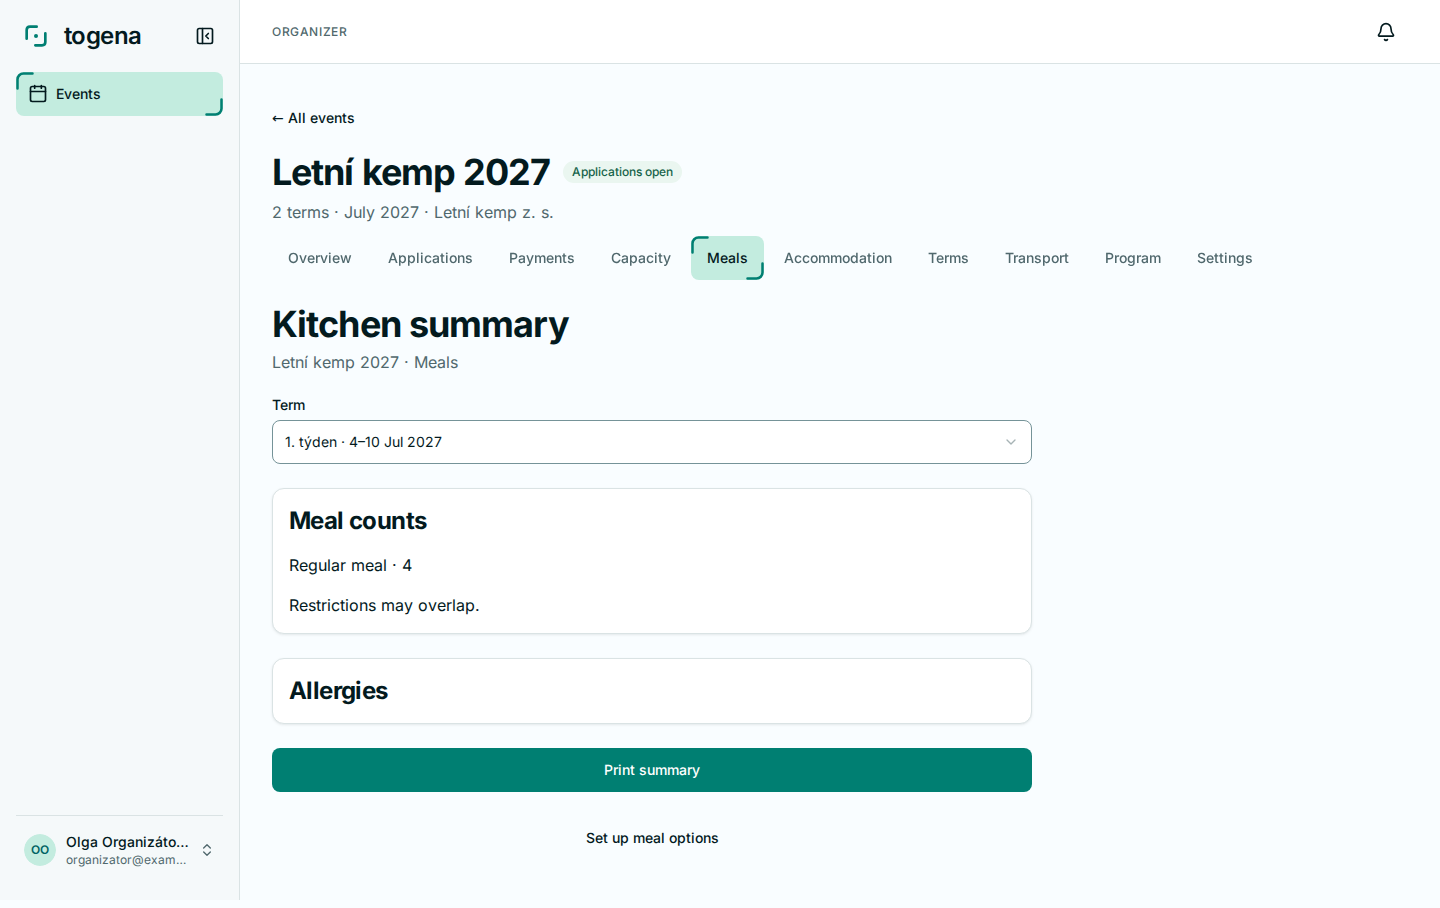 togena
ORGANIZER
Events
← All events
Letní kemp 2027 Applications open
2 terms · July 2027 · Letní kemp z. s.
Overview Applications Payments Capacity Meals Accommodation Terms Transport Program Settings
Kitchen summary
Letní kemp 2027 · Meals
Term
1. týden · 4–10 Jul 2027
Meal counts
Regular meal · 4
Restrictions may overlap.
Allergies
Print summary
Set up meal options
OO
Olga Organizáto...
organizator@exam...